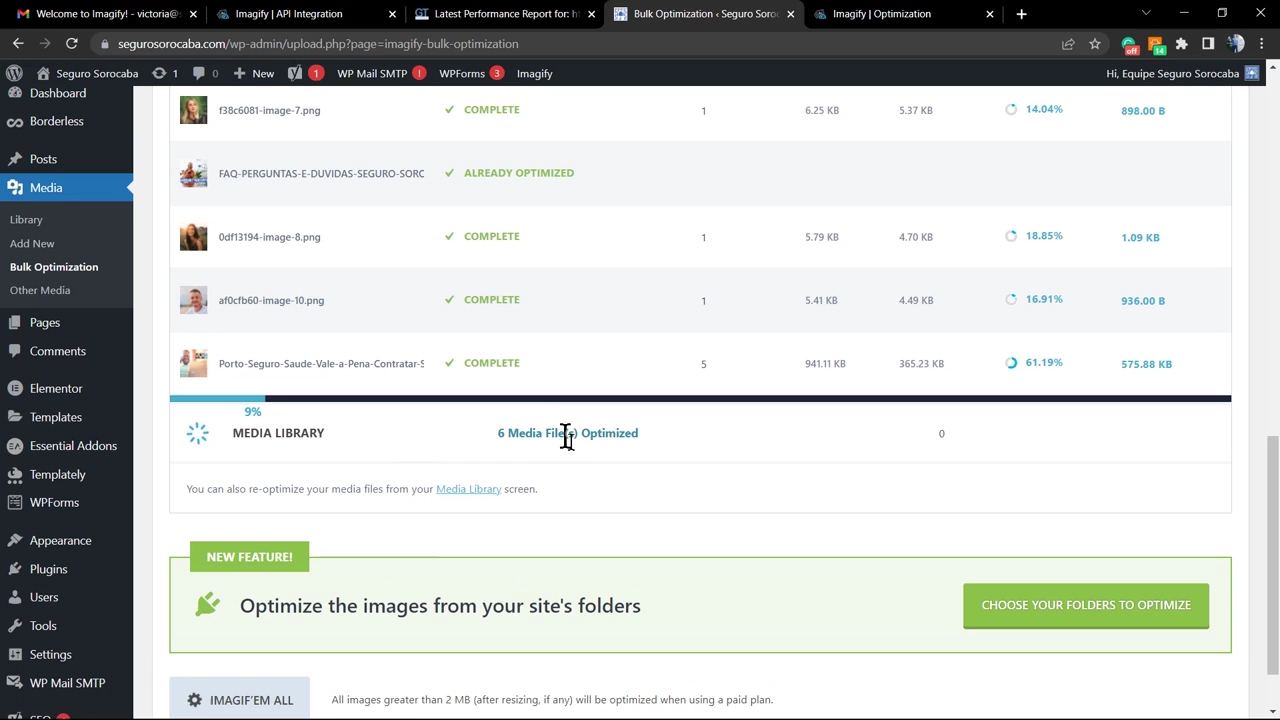 Welcome to Imagify! - victoria@s
Imagify | API Integration
Latest Performance Report for: ht
Bulk Optimization ‹ Seguro Soroc
Imagify | Optimization
segurosorocaba.com/wp-admin/upload.php?page=imagify-bulk-optimization
off
14
Seguro Sorocaba
1
0
New
1
WP Mail SMTP
!
WPForms
3
Imagify
Hi, Equipe Seguro Sorocaba
Dashboard
Borderless
Posts
Media
Library
Add New
Bulk Optimization
Other Media
Pages
Comments
Elementor
Templates
Essential Addons
Templately
WPForms
Appearance
Plugins
Users
Tools
Settings
WP Mail SMTP
SEO
f38c6081-image-7.png COMPLETE 1 6.25 KB 5.37 KB 14.04% 898.00 B
FAQ-PERGUNTAS-E-DUVIDAS-SEGURO-SORC ALREADY OPTIMIZED
0df13194-image-8.png COMPLETE 1 5.79 KB 4.70 KB 18.85% 1.09 KB
af0cfb60-image-10.png COMPLETE 1 5.41 KB 4.49 KB 16.91% 936.00 B
Porto-Seguro-Saude-Vale-a-Pena-Contratar-S COMPLETE 5 941.11 KB 365.23 KB 61.19% 575.88 KB
9%
MEDIA LIBRARY 6 Media File(s) Optimized 0
You can also re-optimize your media files from your Media Library screen.
NEW FEATURE!
Optimize the images from your site's folders
CHOOSE YOUR FOLDERS TO OPTIMIZE
IMAGIF'EM ALL
All images greater than 2 MB (after resizing, if any) will be optimized when using a paid plan.